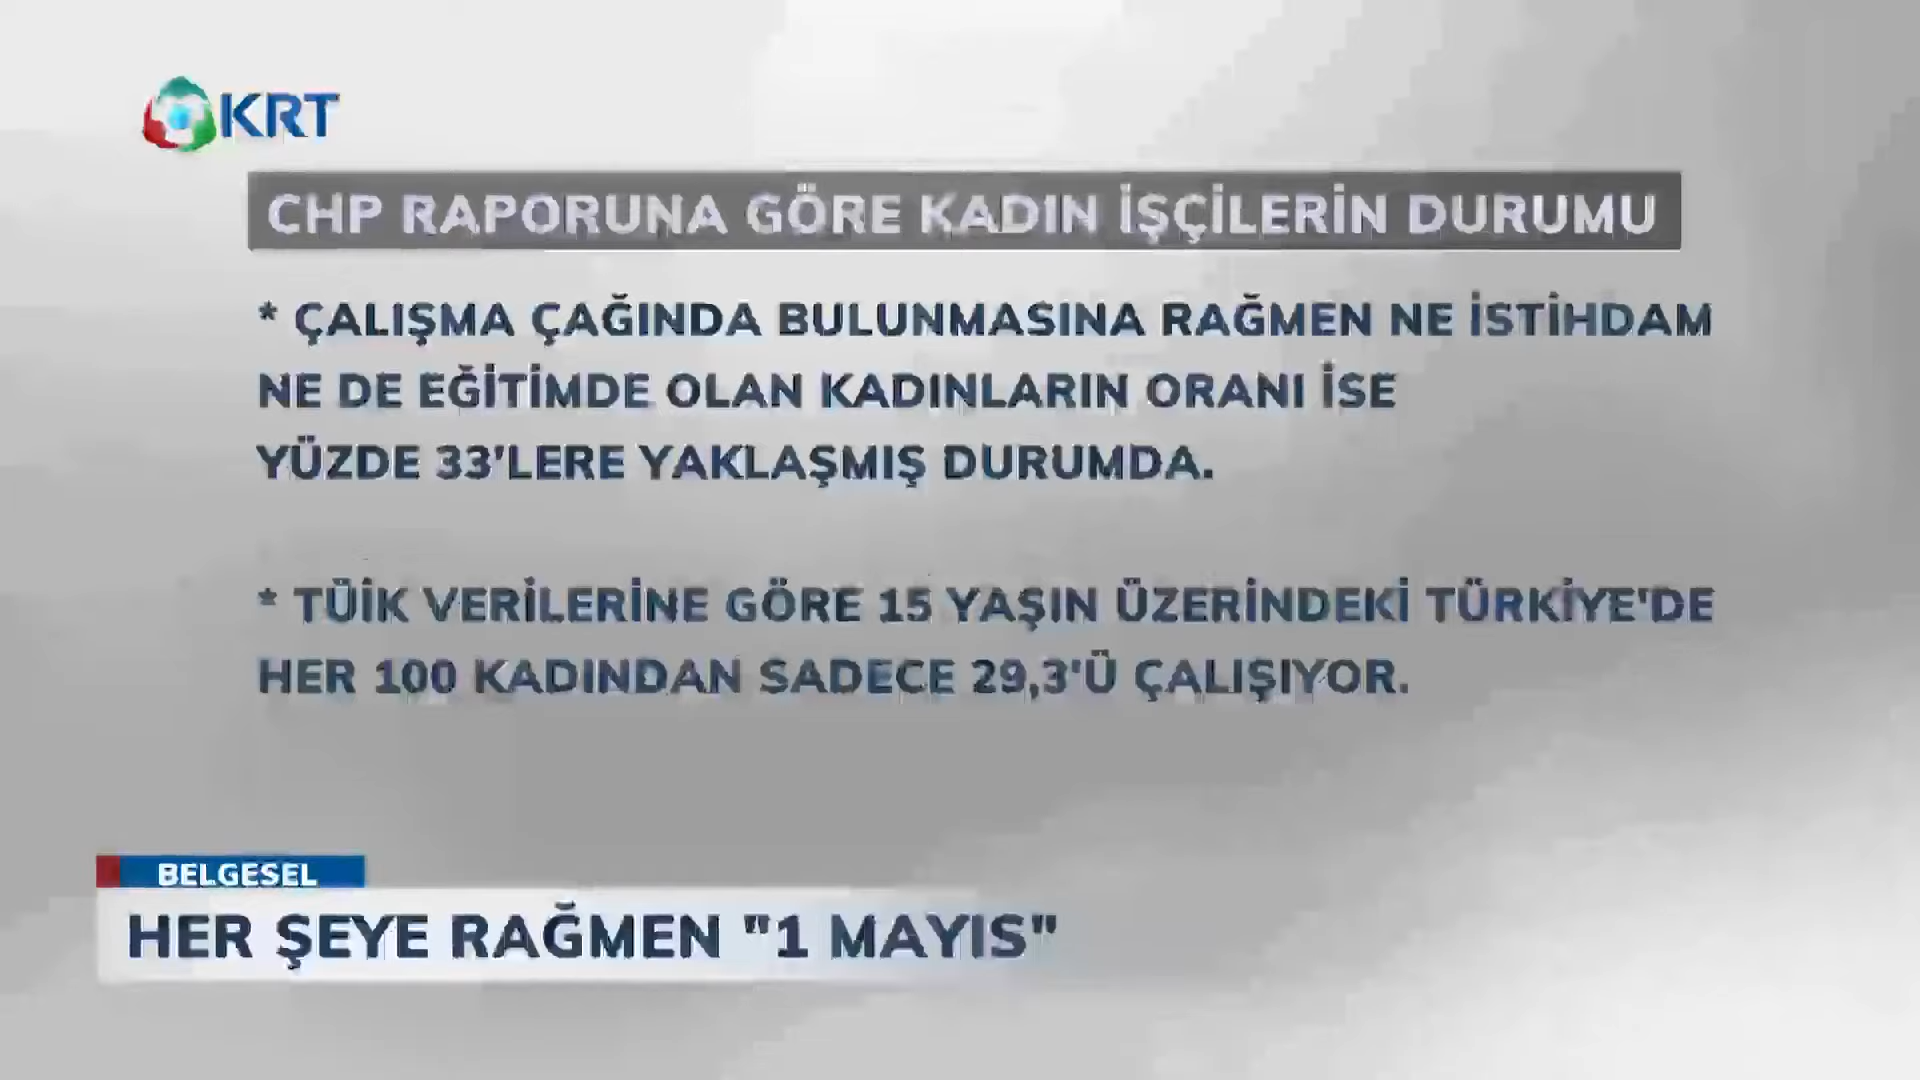 KRT
CHP RAPORUNA GÖRE KADIN İŞÇİLERİN DURUMU
* ÇALIŞMA ÇAĞINDA BULUNMASINA RAĞMEN NE İSTİHDAM
NE DE EĞİTİMDE OLAN KADINLARIN ORANI İSE
YÜZDE 33'LERE YAKLAŞMIŞ DURUMDA.
* TÜİK VERİLERİNE GÖRE 15 YAŞIN ÜZERİNDEKİ TÜRKİYE'DE
HER 100 KADINDAN SADECE 29,3'Ü ÇALIŞIYOR.
BELGESEL
HER ŞEYE RAĞMEN "1 MAYIS"